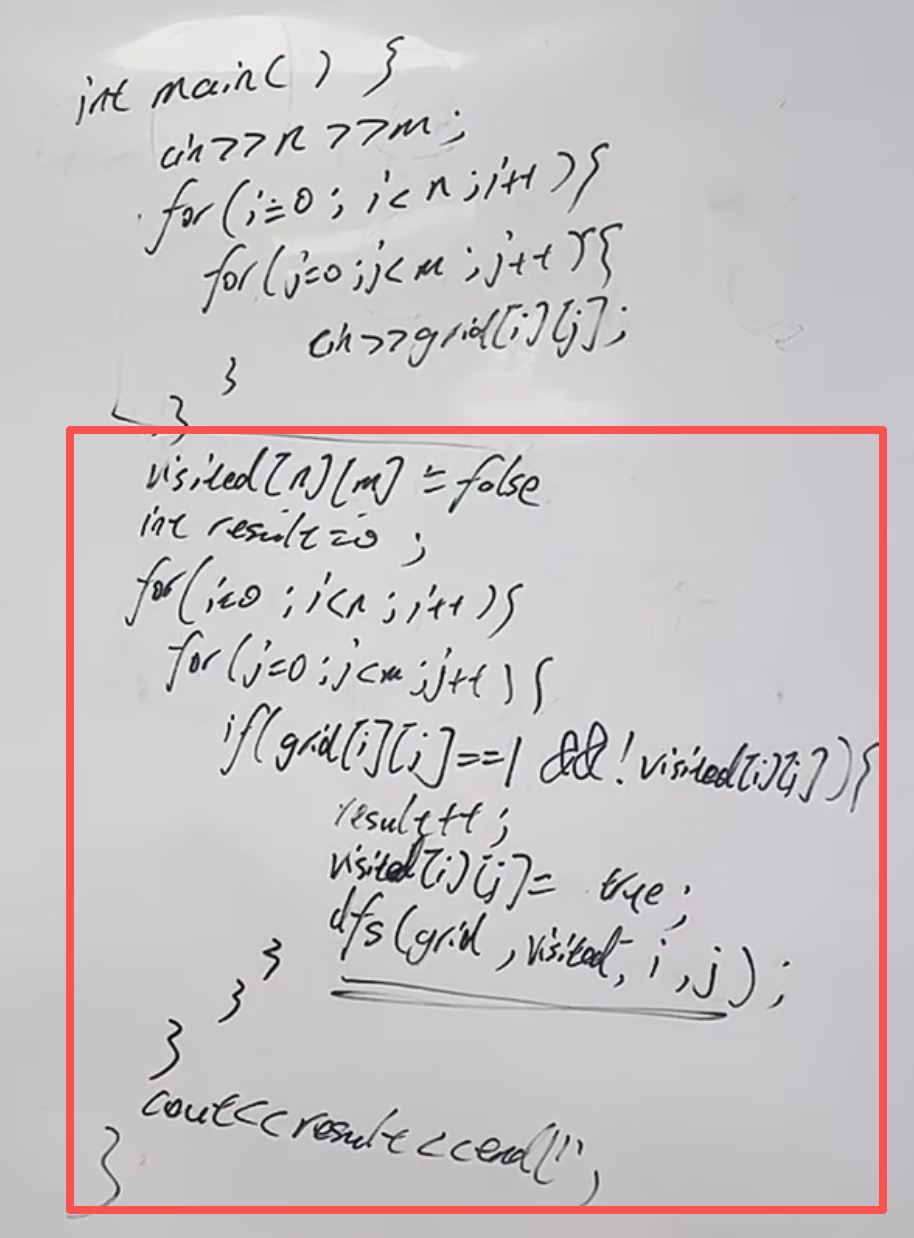 int main() {
cin>>n>>m;
for(i=0; i<n;i++){
for(j=0;j<m;j++){
cin>>grid[i][j];
}
}
visited[n][m]=false
int result=0;
for(i=0;i<n;i++){
for(j=0;j<m;j++){
if(grid[i][j]==1 &&!visited[i][j]){
result++;
visited[i][j]= true;
dfs(grid,visited,i,j);
}
}
}
cout<<result<<endl;
}